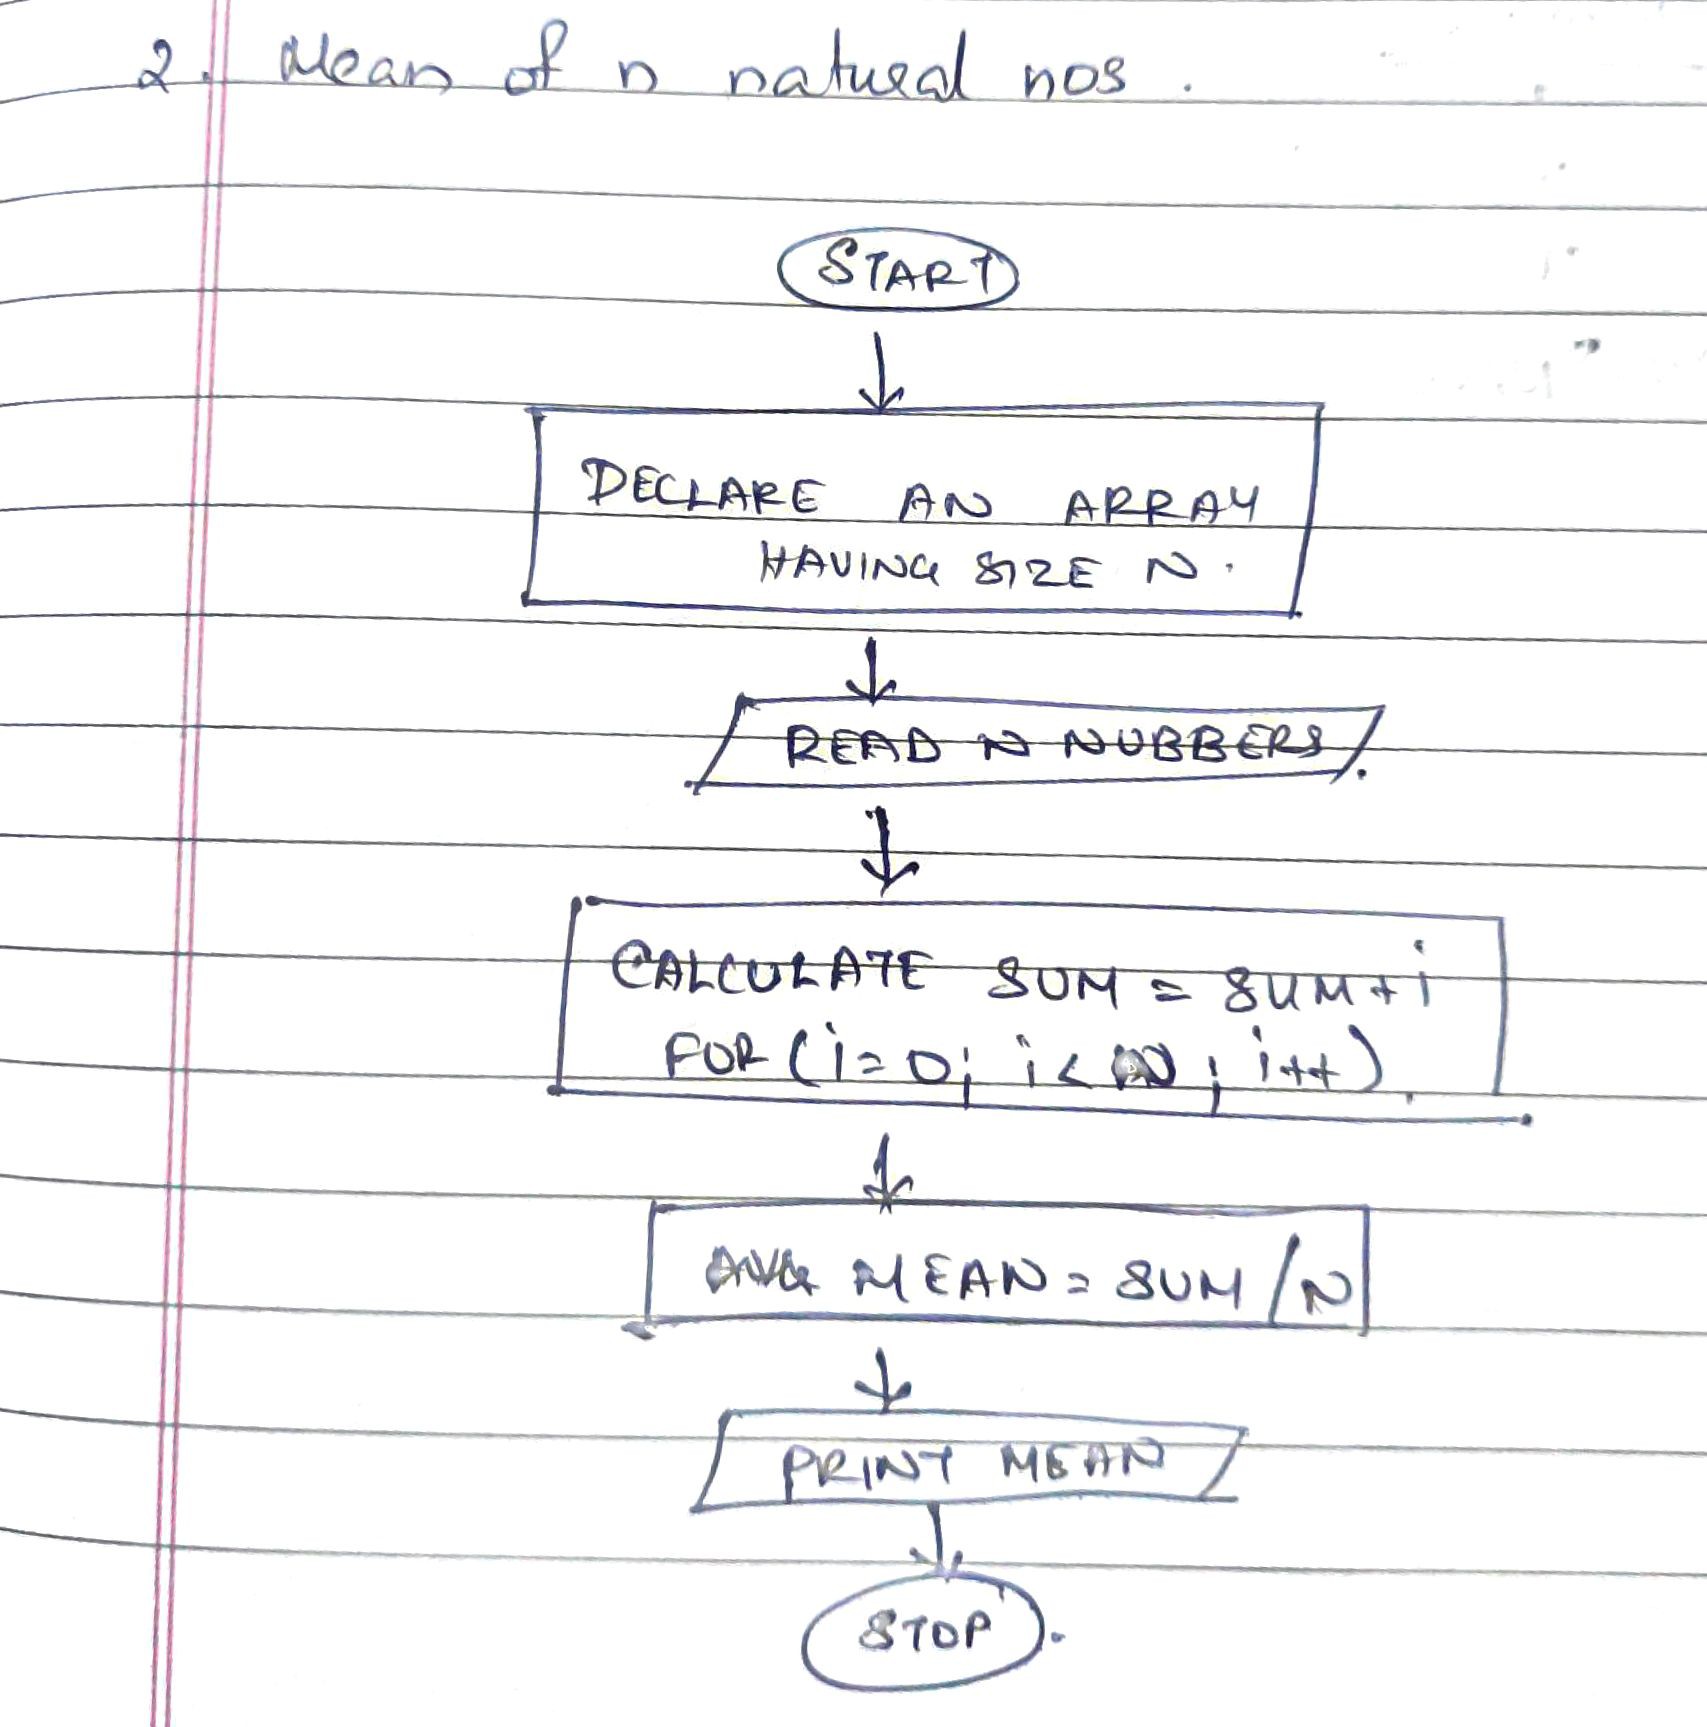 2. Mean of n natural nos.
START
DECLARE AN ARRAY
HAVING SIZE N.
READ N NUBBERS
CALCULATE SUM = SUM + i
FOR (i = 0; i < N; i++)
AVG MEAN = SUM / N
PRINT MEAN
STOP